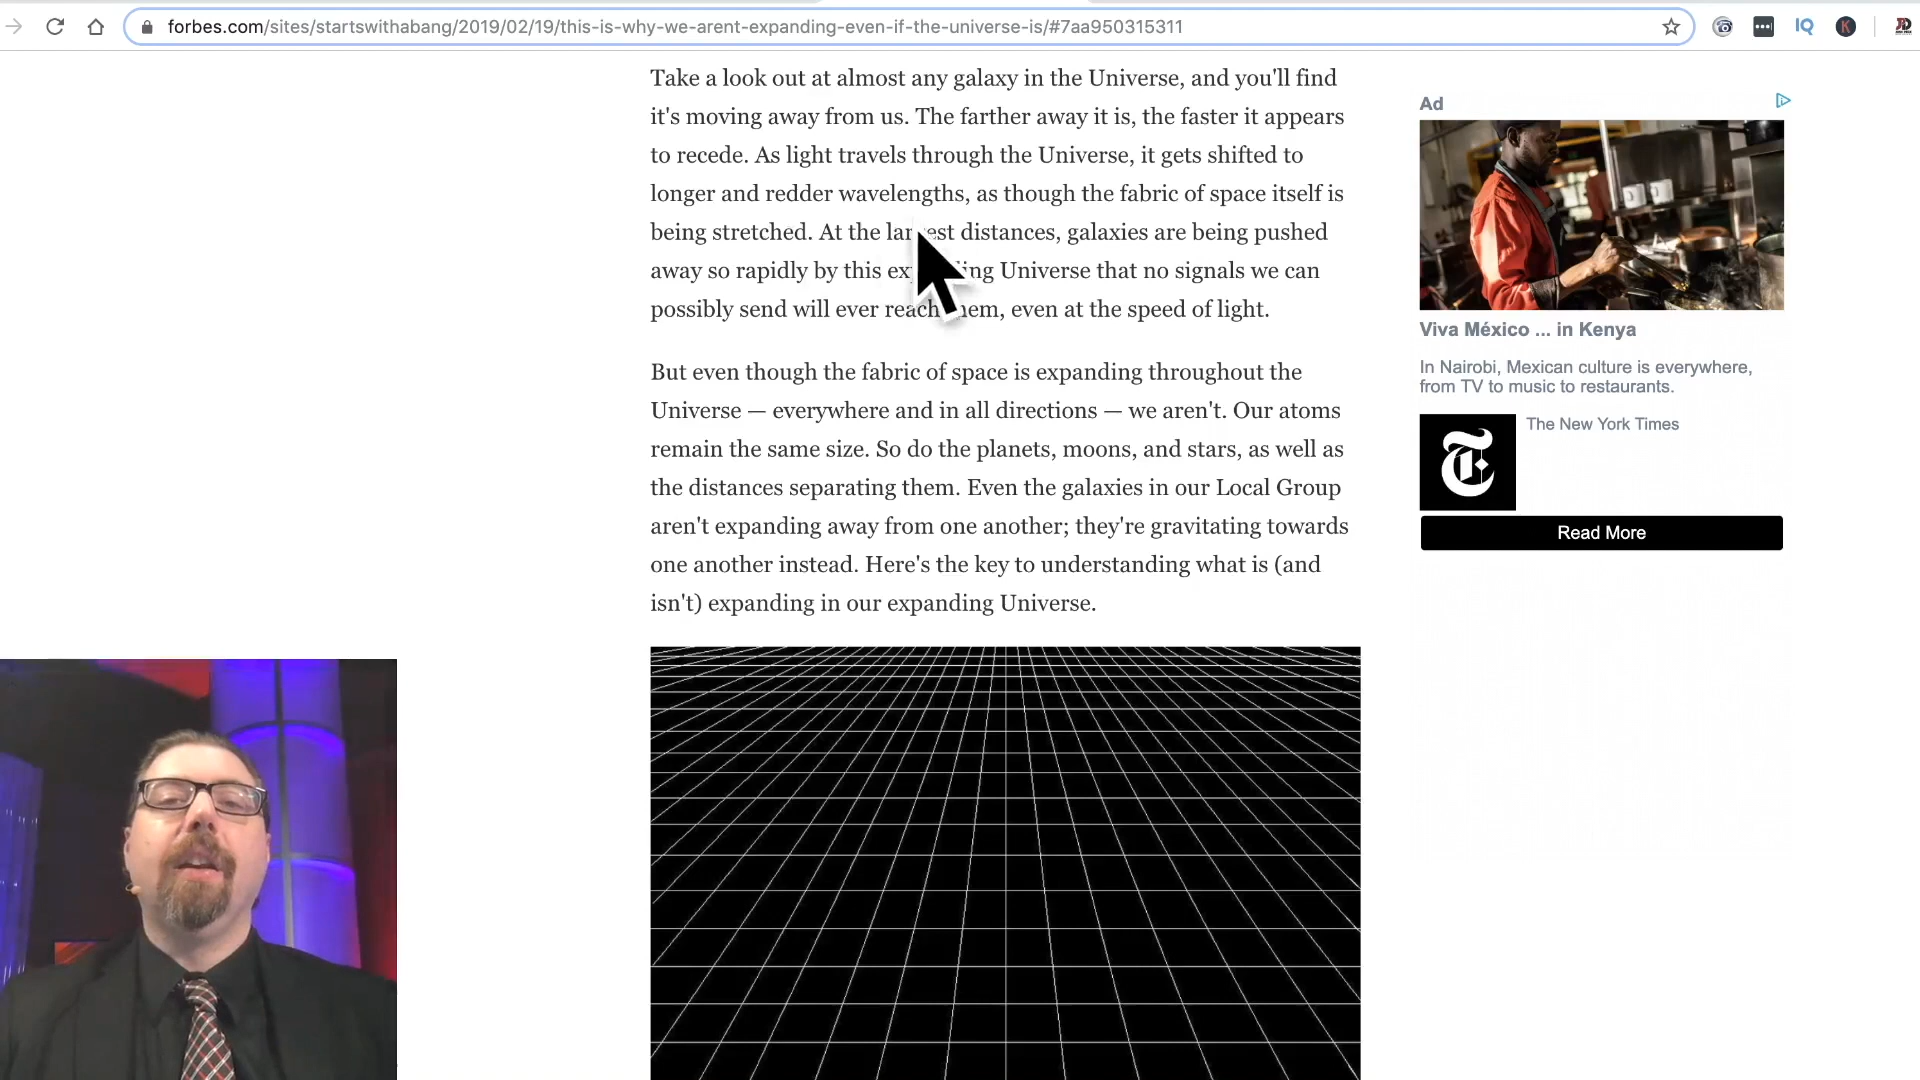 forbes.com/sites/startswithabang/2019/02/19/this-is-why-we-arent-expanding-even-if-the-universe-is/#7aa950315311
IQ
K
Take a look out at almost any galaxy in the Universe, and you'll find
it's moving away from us. The farther away it is, the faster it appears
to recede. As light travels through the Universe, it gets shifted to
longer and redder wavelengths, as though the fabric of space itself is
being stretched. At the largest distances, galaxies are being pushed
away so rapidly by this expanding Universe that no signals we can
possibly send will ever reach them, even at the speed of light.
But even though the fabric of space is expanding throughout the
Universe — everywhere and in all directions — we aren't. Our atoms
remain the same size. So do the planets, moons, and stars, as well as
the distances separating them. Even the galaxies in our Local Group
aren't expanding away from one another; they're gravitating towards
one another instead. Here's the key to understanding what is (and
isn't) expanding in our expanding Universe.
Ad
Viva México ... in Kenya
In Nairobi, Mexican culture is everywhere,
from TV to music to restaurants.
T
The New York Times
Read More